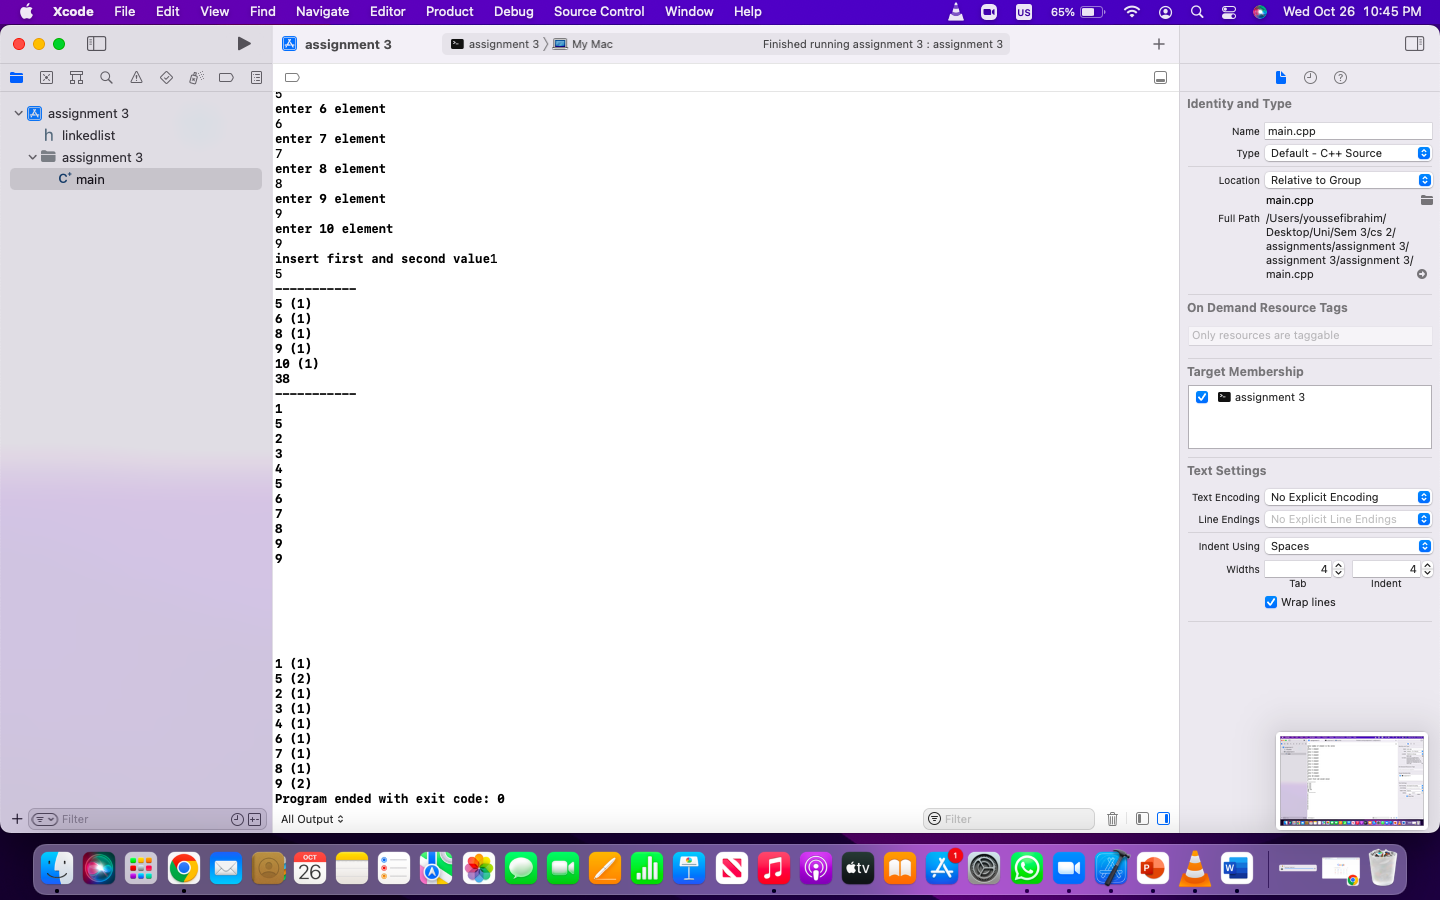 Xcode File Edit View Find Navigate Editor Product Debug Source Control Window Help US 65% Wed Oct 26 10:45 PM
assignment 3 assignment 3 My Mac Finished running assignment 3 : assignment 3
assignment 3
linkedlist
assignment 3
main
Filter
5
enter 6 element
6
enter 7 element
7
enter 8 element
8
enter 9 element
9
enter 10 element
9
insert first and second value1
5
-----------
5 (1)
6 (1)
8 (1)
9 (1)
10 (1)
38
-----------
1
5
2
3
4
5
6
7
8
9
9
1 (1)
5 (2)
2 (1)
3 (1)
4 (1)
6 (1)
7 (1)
8 (1)
9 (2)
Program ended with exit code: 0
All Output Filter
Identity and Type
Name main.cpp
Type Default - C++ Source
Location Relative to Group
main.cpp
Full Path /Users/youssefibrahim/
Desktop/Uni/Sem 3/cs 2/
assignments/assignment 3/
assignment 3/assignment 3/
main.cpp
On Demand Resource Tags
Only resources are taggable
Target Membership
assignment 3
Text Settings
Text Encoding No Explicit Encoding
Line Endings No Explicit Line Endings
Indent Using Spaces
Widths 4 4
Tab Indent
Wrap lines
OCT
26
tv
1